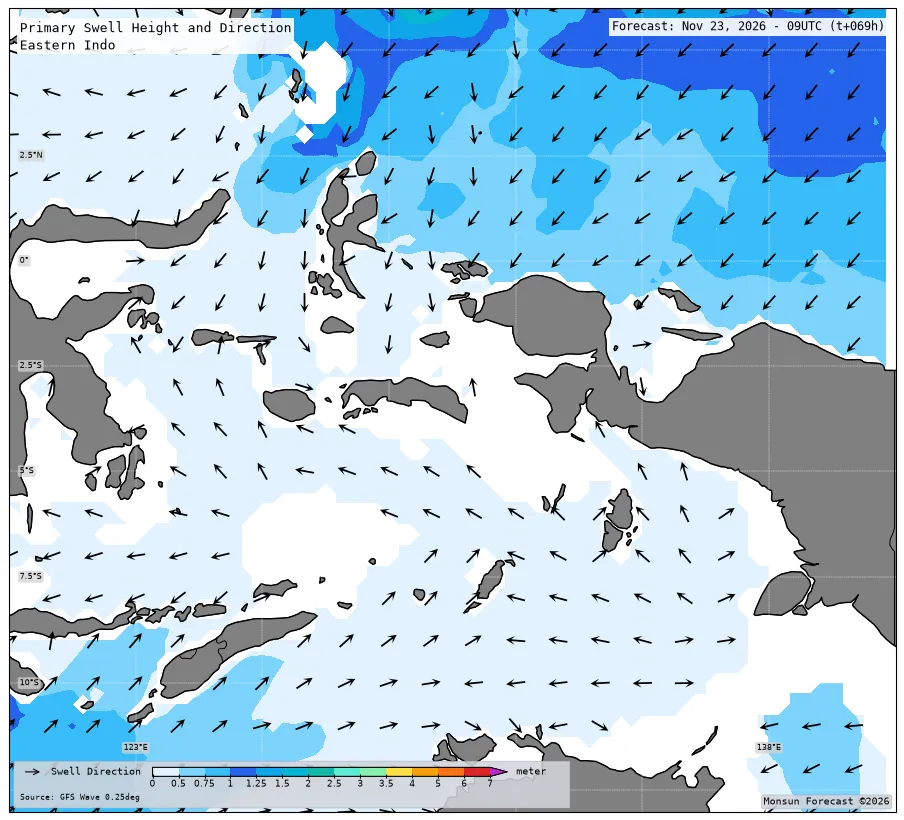 Primary Swell Height and Direction
Eastern Indo
Forecast: Nov 23, 2026 - 09UTC (t+069h)
2.5°N
0°
2.5°S
5°S
7.5°S
10°S
123°E
138°E
Swell Direction
0 0.5 0.75 1 1.25 1.5 2 2.5 3 3.5 4 5 6 7
meter
Source: GFS Wave 0.25deg
Monsun Forecast ©2026